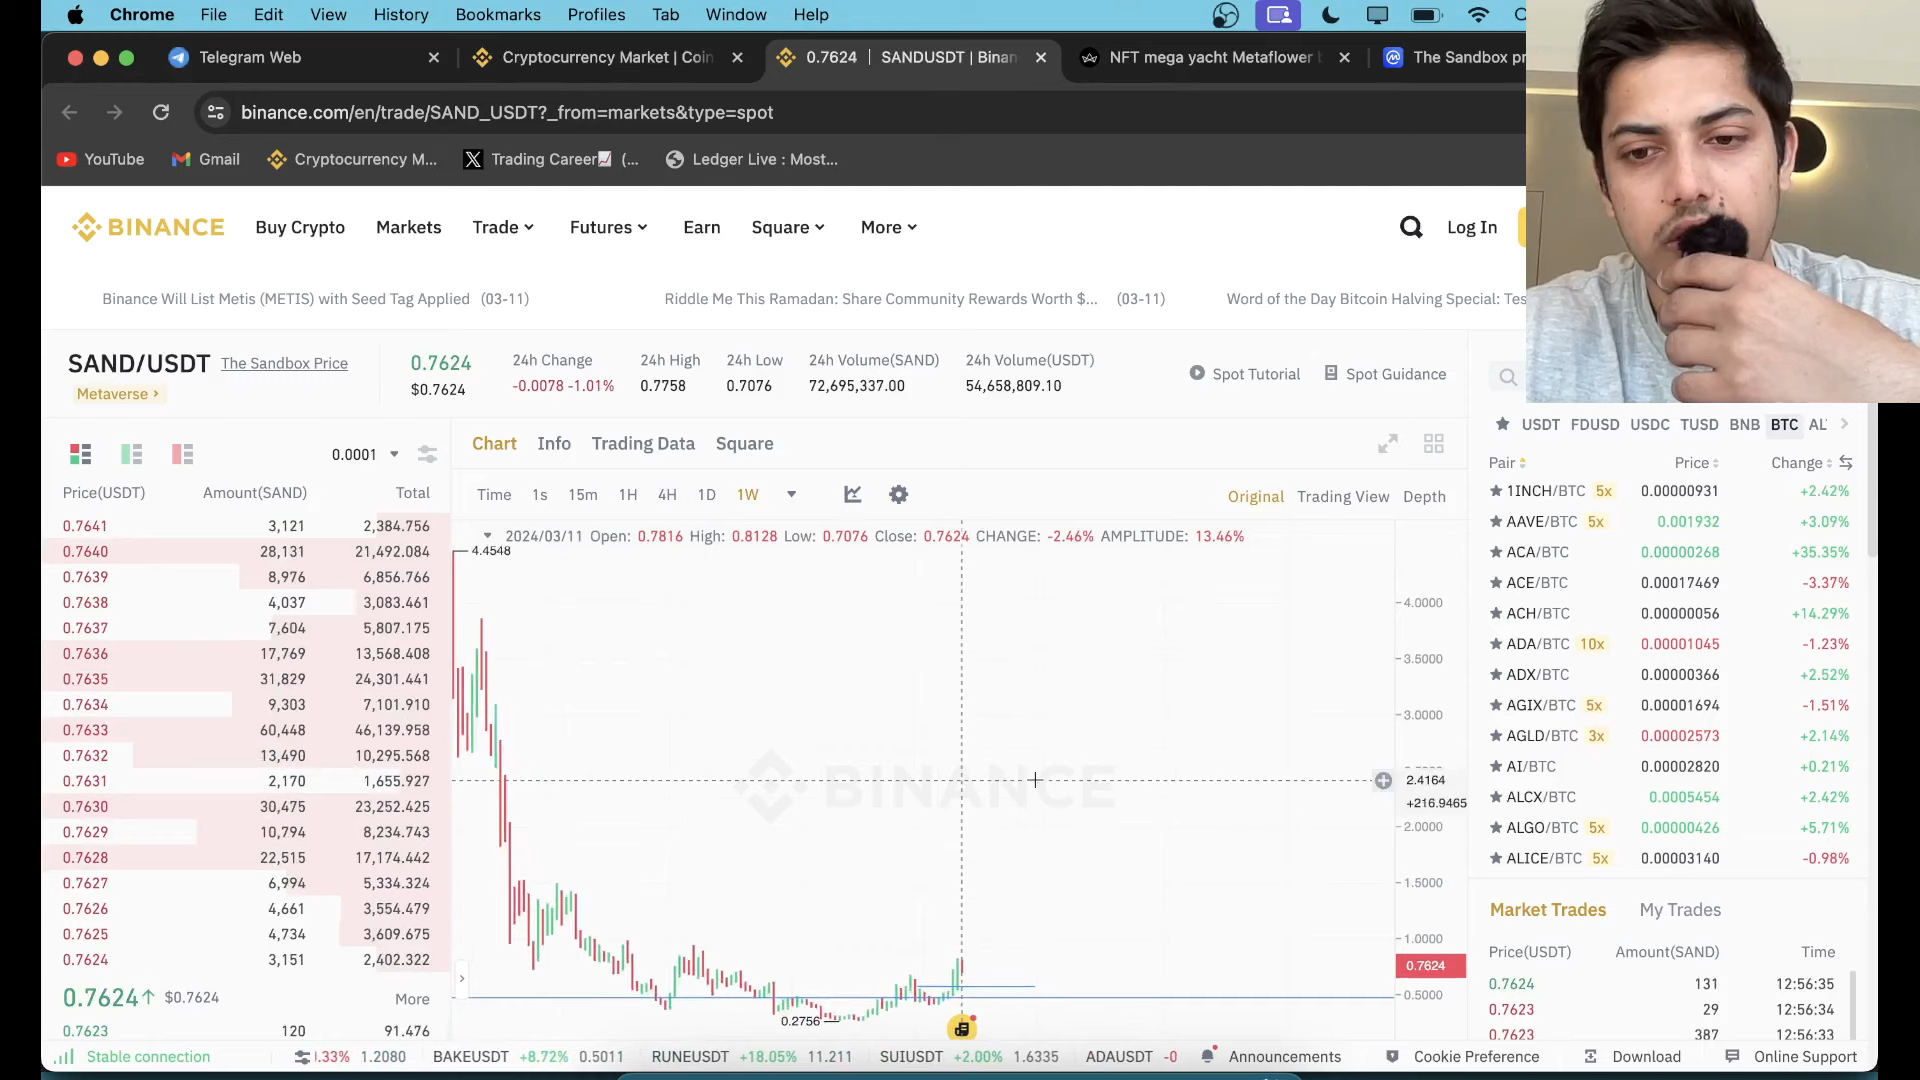 Chrome File Edit View History Bookmarks Profiles Tab Window Help
Telegram Web
Cryptocurrency Market | Coin
0.7624 | SANDUSDT | Binan
NFT mega yacht Metaflower b
The Sandbox pr
binance.com/en/trade/SAND_USDT?_from=markets&type=spot
YouTube Gmail Cryptocurrency M... Trading Career (... Ledger Live : Most...
BINANCE Buy Crypto Markets Trade Futures Earn Square More Log In
Binance Will List Metis (METIS) with Seed Tag Applied (03-11)
Riddle Me This Ramadan: Share Community Rewards Worth $... (03-11)
Word of the Day Bitcoin Halving Special: Tes
SAND/USDT The Sandbox Price
Metaverse
0.7624
$0.7624
24h Change
-0.0078 -1.01%
24h High
0.7758
24h Low
0.7076
24h Volume(SAND)
72,695,337.00
24h Volume(USDT)
54,658,809.10
Spot Tutorial Spot Guidance
0.0001
Price(USDT) Amount(SAND) Total
0.7641 3,121 2,384.756
0.7640 28,131 21,492.084
0.7639 8,976 6,856.766
0.7638 4,037 3,083.461
0.7637 7,604 5,807.175
0.7636 17,769 13,568.408
0.7635 31,829 24,301.441
0.7634 9,303 7,101.910
0.7633 60,448 46,139.958
0.7632 13,490 10,295.568
0.7631 2,170 1,655.927
0.7630 30,475 23,252.425
0.7629 10,794 8,234.743
0.7628 22,515 17,174.442
0.7627 6,994 5,334.324
0.7626 4,661 3,554.479
0.7625 4,734 3,609.675
0.7624 3,151 2,402.322
0.7624 $0.7624 More
0.7623 120 91.476
Chart Info Trading Data Square
Time 1s 15m 1H 4H 1D 1W
Original Trading View Depth
2024/03/11 Open: 0.7816 High: 0.8128 Low: 0.7076 Close: 0.7624 CHANGE: -2.46% AMPLITUDE: 13.46%
4.4548
4.0000
3.5000
3.0000
BINANCE
2.4164
+216.9465
2.0000
1.5000
1.0000
0.7624
0.5000
0.2756
USDT FDUSD USDC TUSD BNB BTC
Pair Price Change
1INCH/BTC 5x 0.00000931 +2.42%
AAVE/BTC 5x 0.001932 +3.09%
ACA/BTC 0.00000268 +35.35%
ACE/BTC 0.00017469 -3.37%
ACH/BTC 0.00000056 +14.29%
ADA/BTC 10x 0.00001045 -1.23%
ADX/BTC 0.00000366 +2.52%
AGIX/BTC 5x 0.00001694 -1.51%
AGLD/BTC 3x 0.00002573 +2.14%
AI/BTC 0.00002820 +0.21%
ALCX/BTC 0.0005454 +2.42%
ALGO/BTC 5x 0.00000426 +5.71%
ALICE/BTC 5x 0.00003140 -0.98%
Market Trades My Trades
Price(USDT) Amount(SAND) Time
0.7624 131 12:56:35
0.7623 29 12:56:34
0.7623 387 12:56:33
Stable connection
.33% 1.2080 BAKEUSDT +8.72% 0.5011 RUNEUSDT +18.05% 11.211 SUIUSDT +2.00% 1.6335 ADAUSDT -0
Announcements Cookie Preference Download Online Support